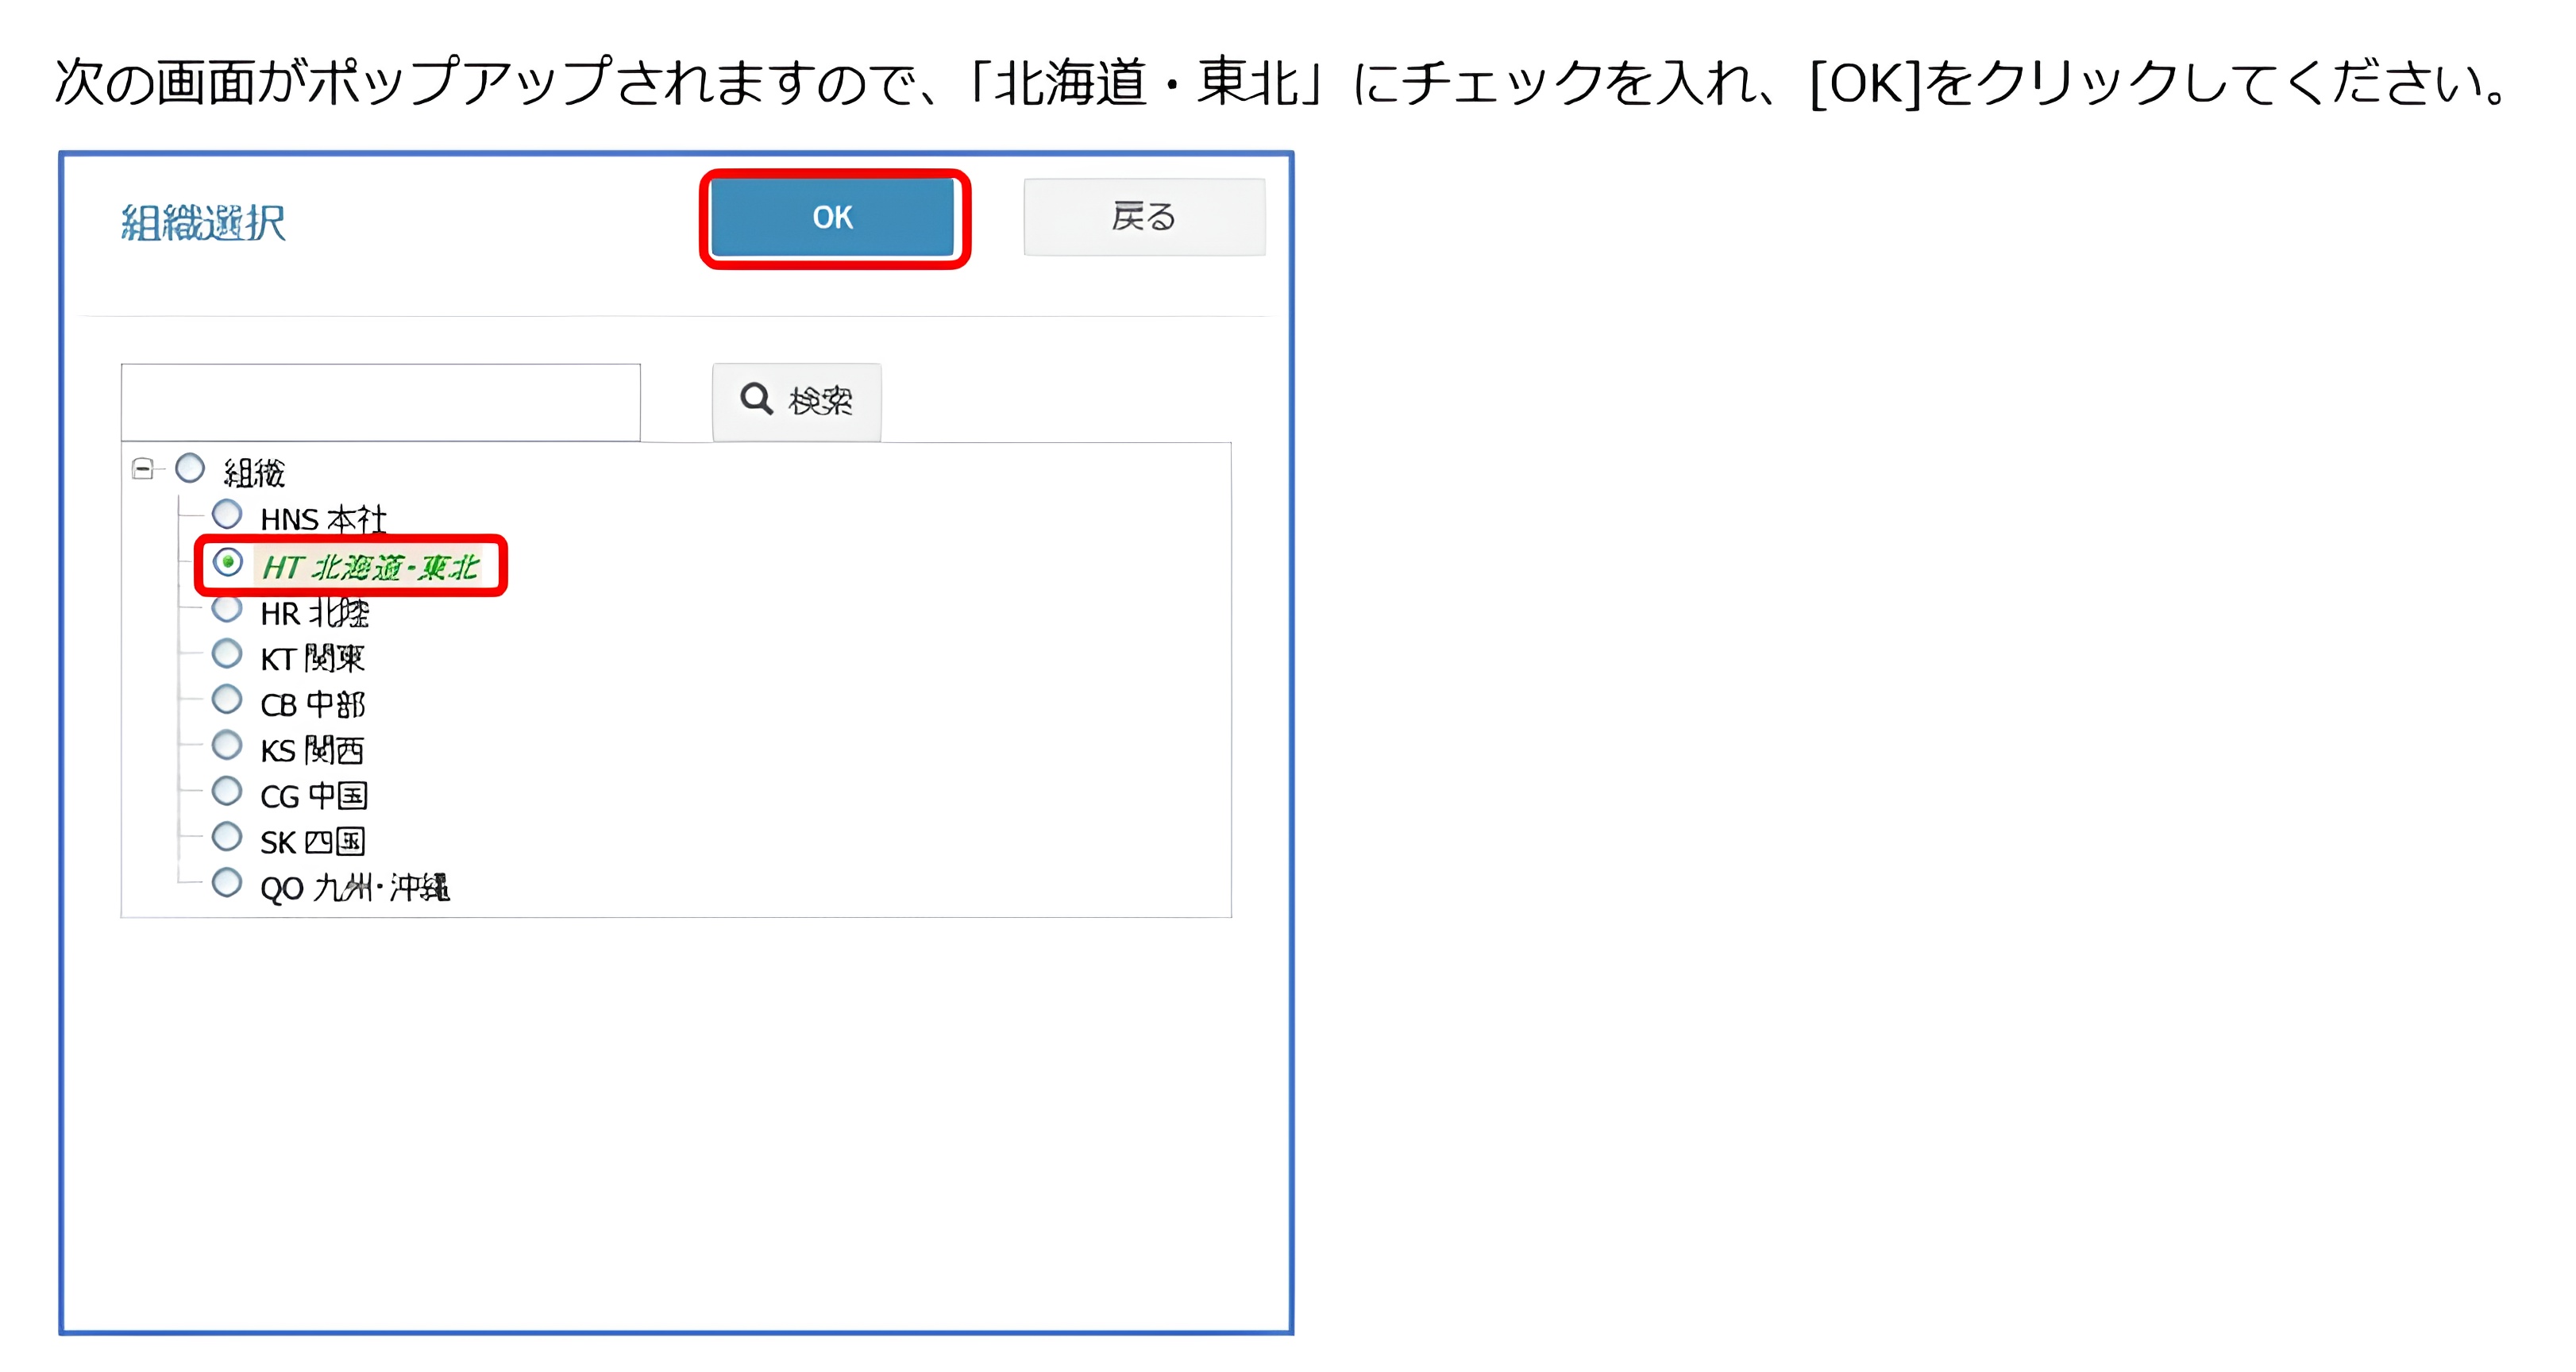 次の画面がポップアップされますので、「北海道・東北」にチェックを入れ、[OK]をクリックしてください。
組織選択
OK
戻る
検索
組織
HNS 本社
HT 北海道・東北
HR 北陸
KT 関東
CB 中部
KS 関西
CG 中国
SK 四国
QO 九州・沖縄